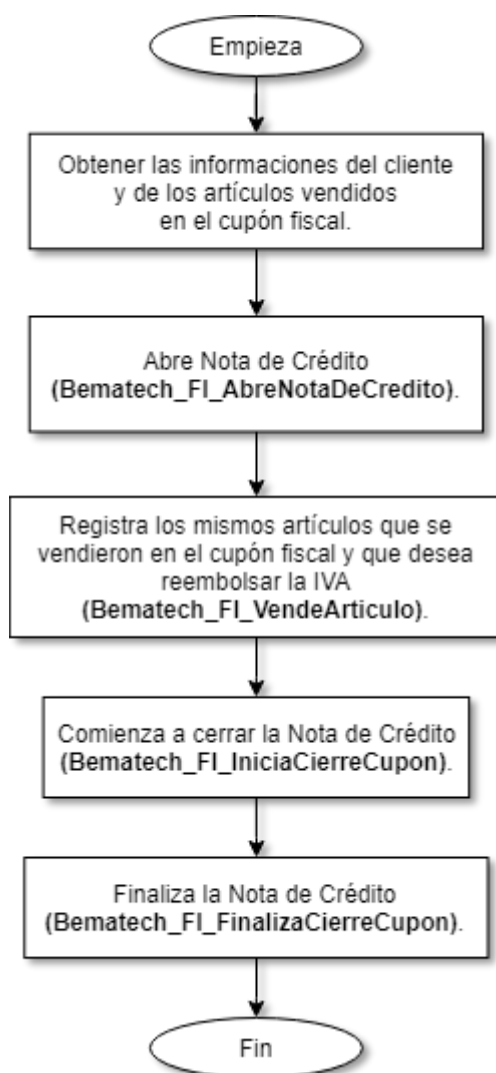 Empieza
Obtener las informaciones del cliente
y de los artículos vendidos
en el cupón fiscal.
Abre Nota de Crédito
(Bematech_FI_AbreNotaDeCredito).
Registra los mismos artículos que se
vendieron en el cupón fiscal y que desea
reembolsar la IVA
(Bematech_FI_VendeArticulo).
Comienza a cerrar la Nota de Crédito
(Bematech_FI_IniciaCierreCupon).
Finaliza la Nota de Crédito
(Bematech_FI_FinalizaCierreCupon).
Fin